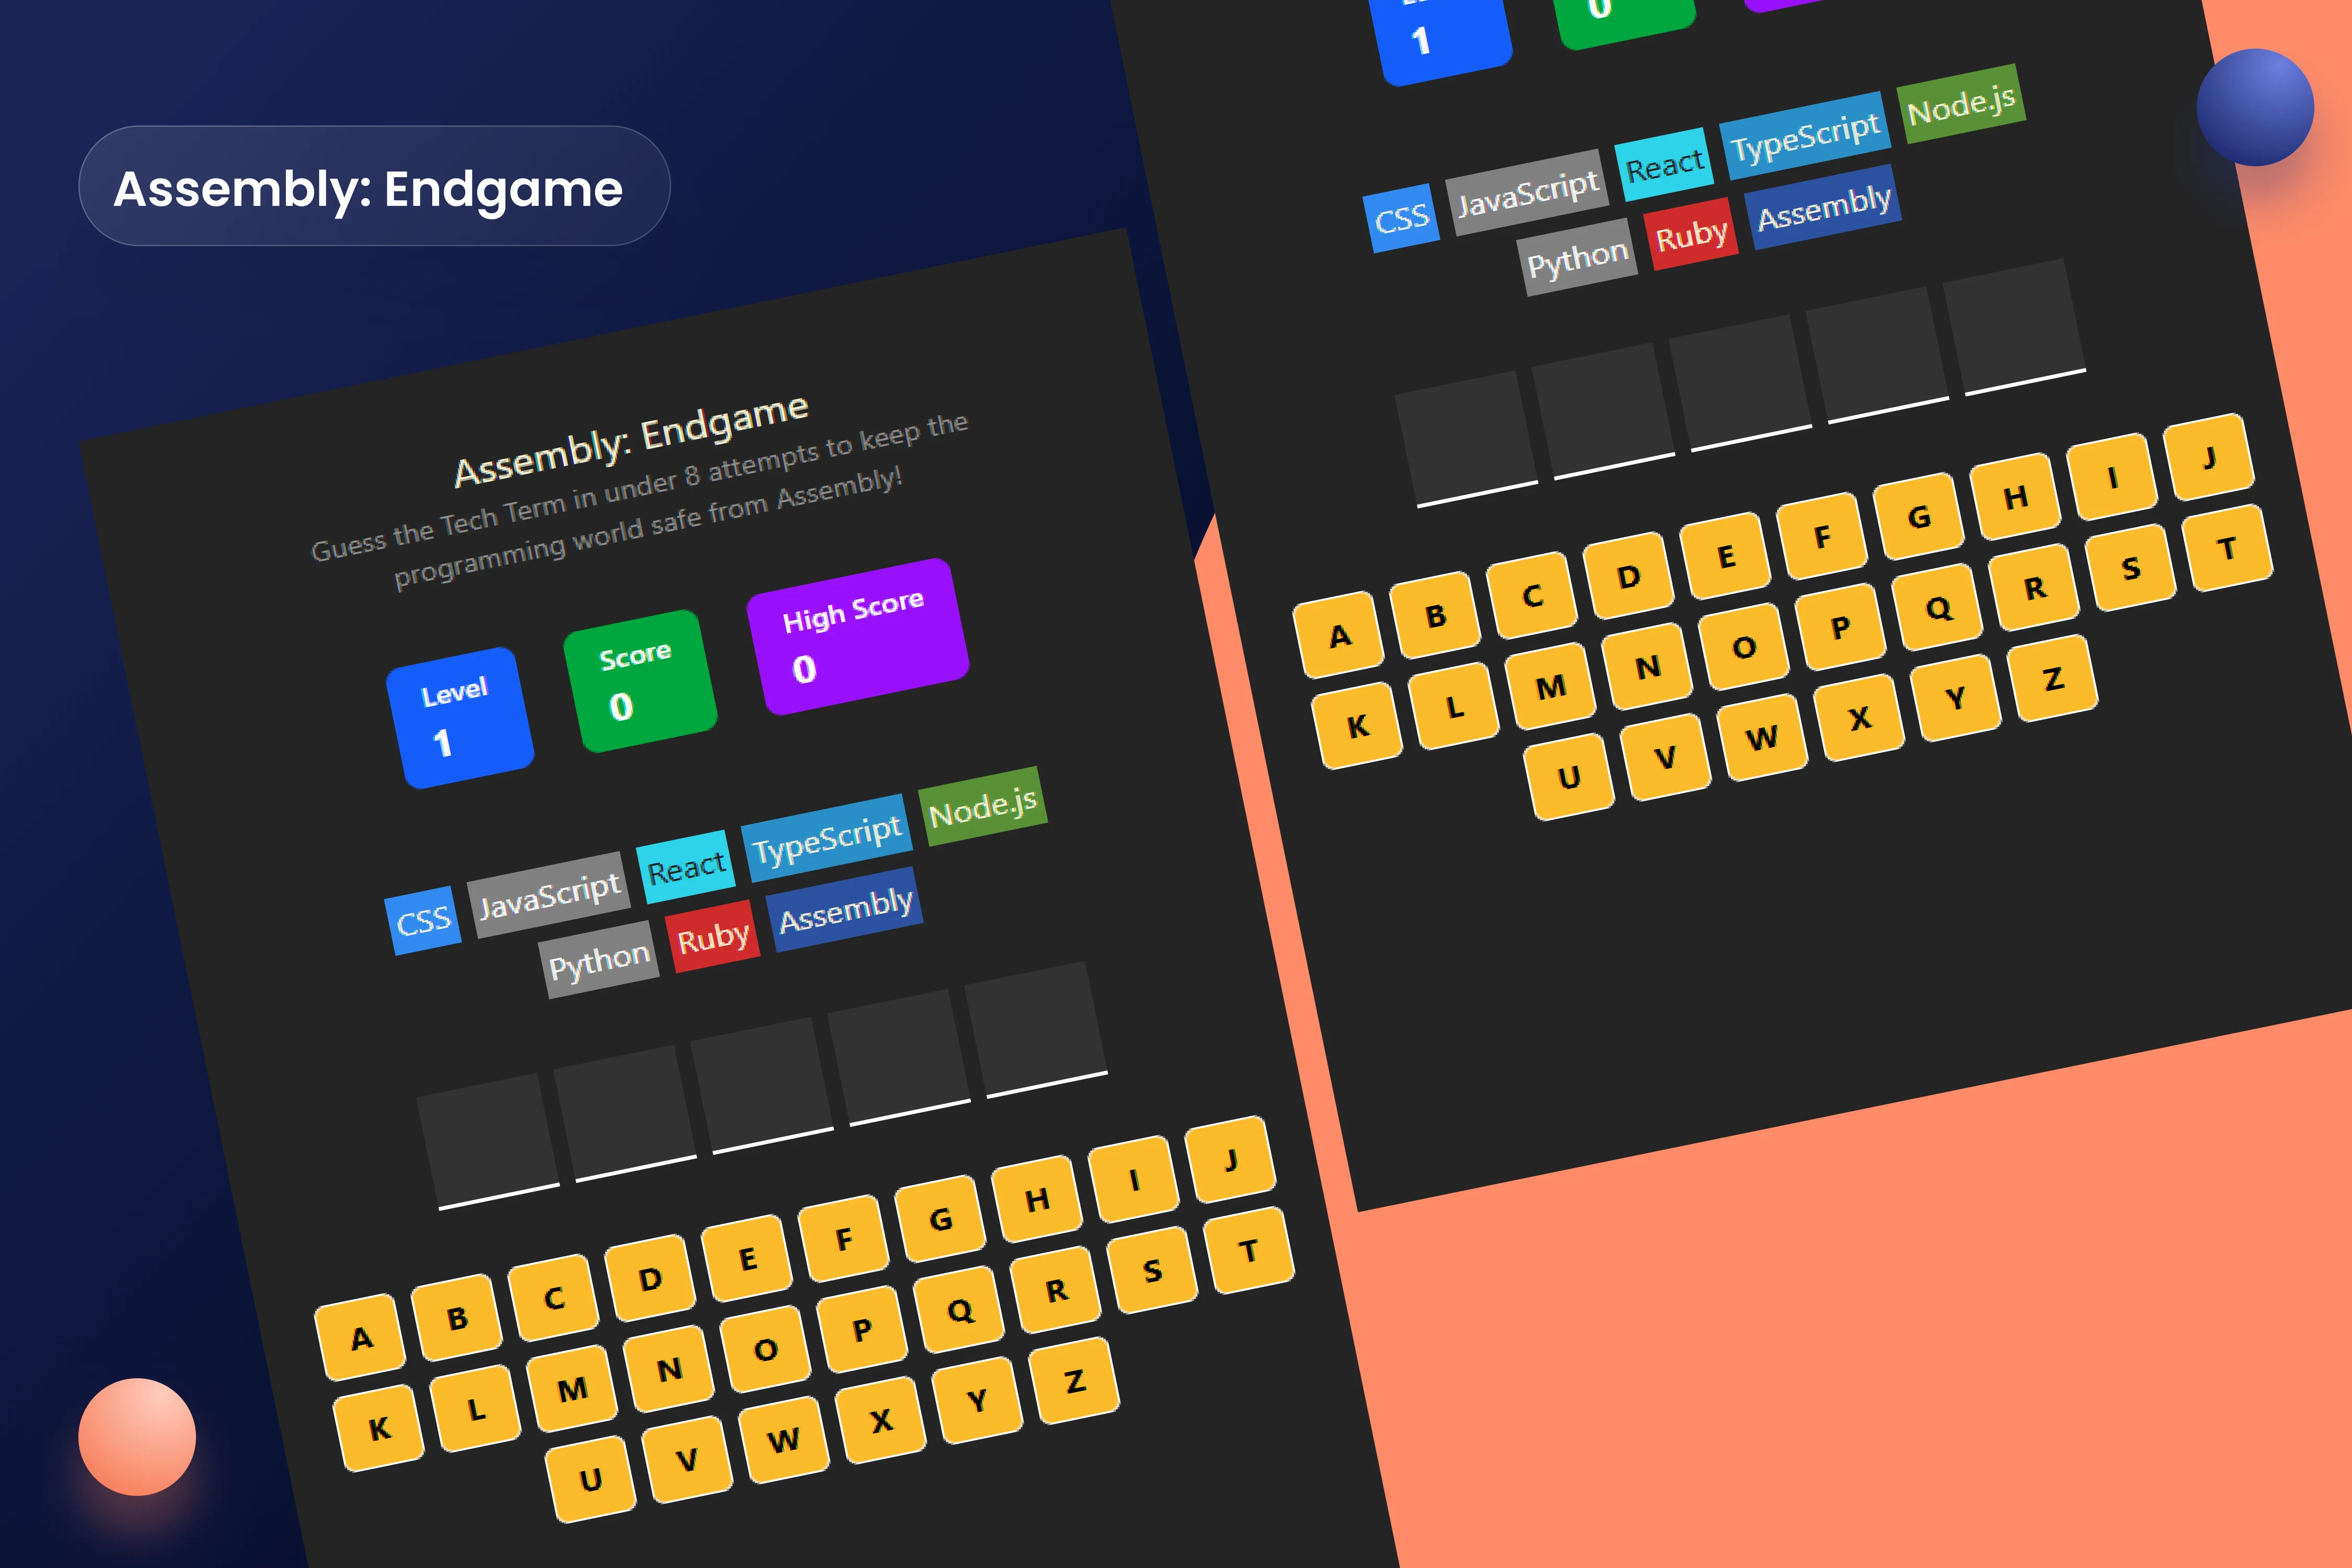 Assembly: Endgame
Assembly: Endgame
Guess the Tech Term in under 8 attempts to keep the
programming world safe from Assembly!
Level
1
Score
0
High Score
0
CSS JavaScript React TypeScript Node.js
Python Ruby Assembly
A B C D E F G H I J
K L M N O P Q R S T
U V W X Y Z
1
0
CSS JavaScript React TypeScript Node.js
Python Ruby Assembly
A B C D E F G H I J
K L M N O P Q R S T
U V W X Y Z